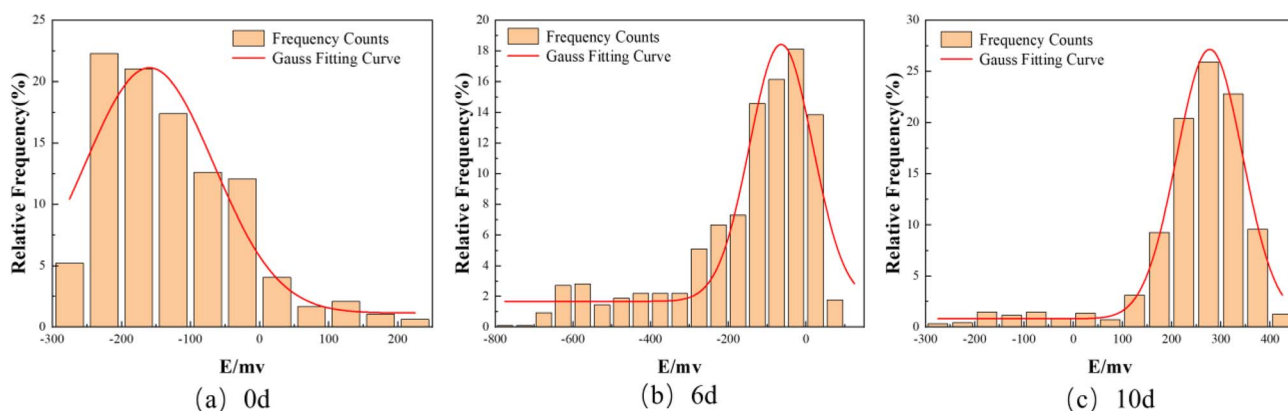 25
20
15
10
5
0
Relative Frequency(%)
Frequency Counts
Gauss Fitting Curve
-300 -200 -100 0 100 200
E/mv
(a) 0d
20
18
16
14
12
10
8
6
4
2
0
Relative Frequency(%)
Frequency Counts
Gauss Fitting Curve
-800 -600 -400 -200 0
E/mv
(b) 6d
30
25
20
15
10
5
0
Relative Frequency(%)
Frequency Counts
Gauss Fitting Curve
-300 -200 -100 0 100 200 300 400
E/mv
(c) 10d